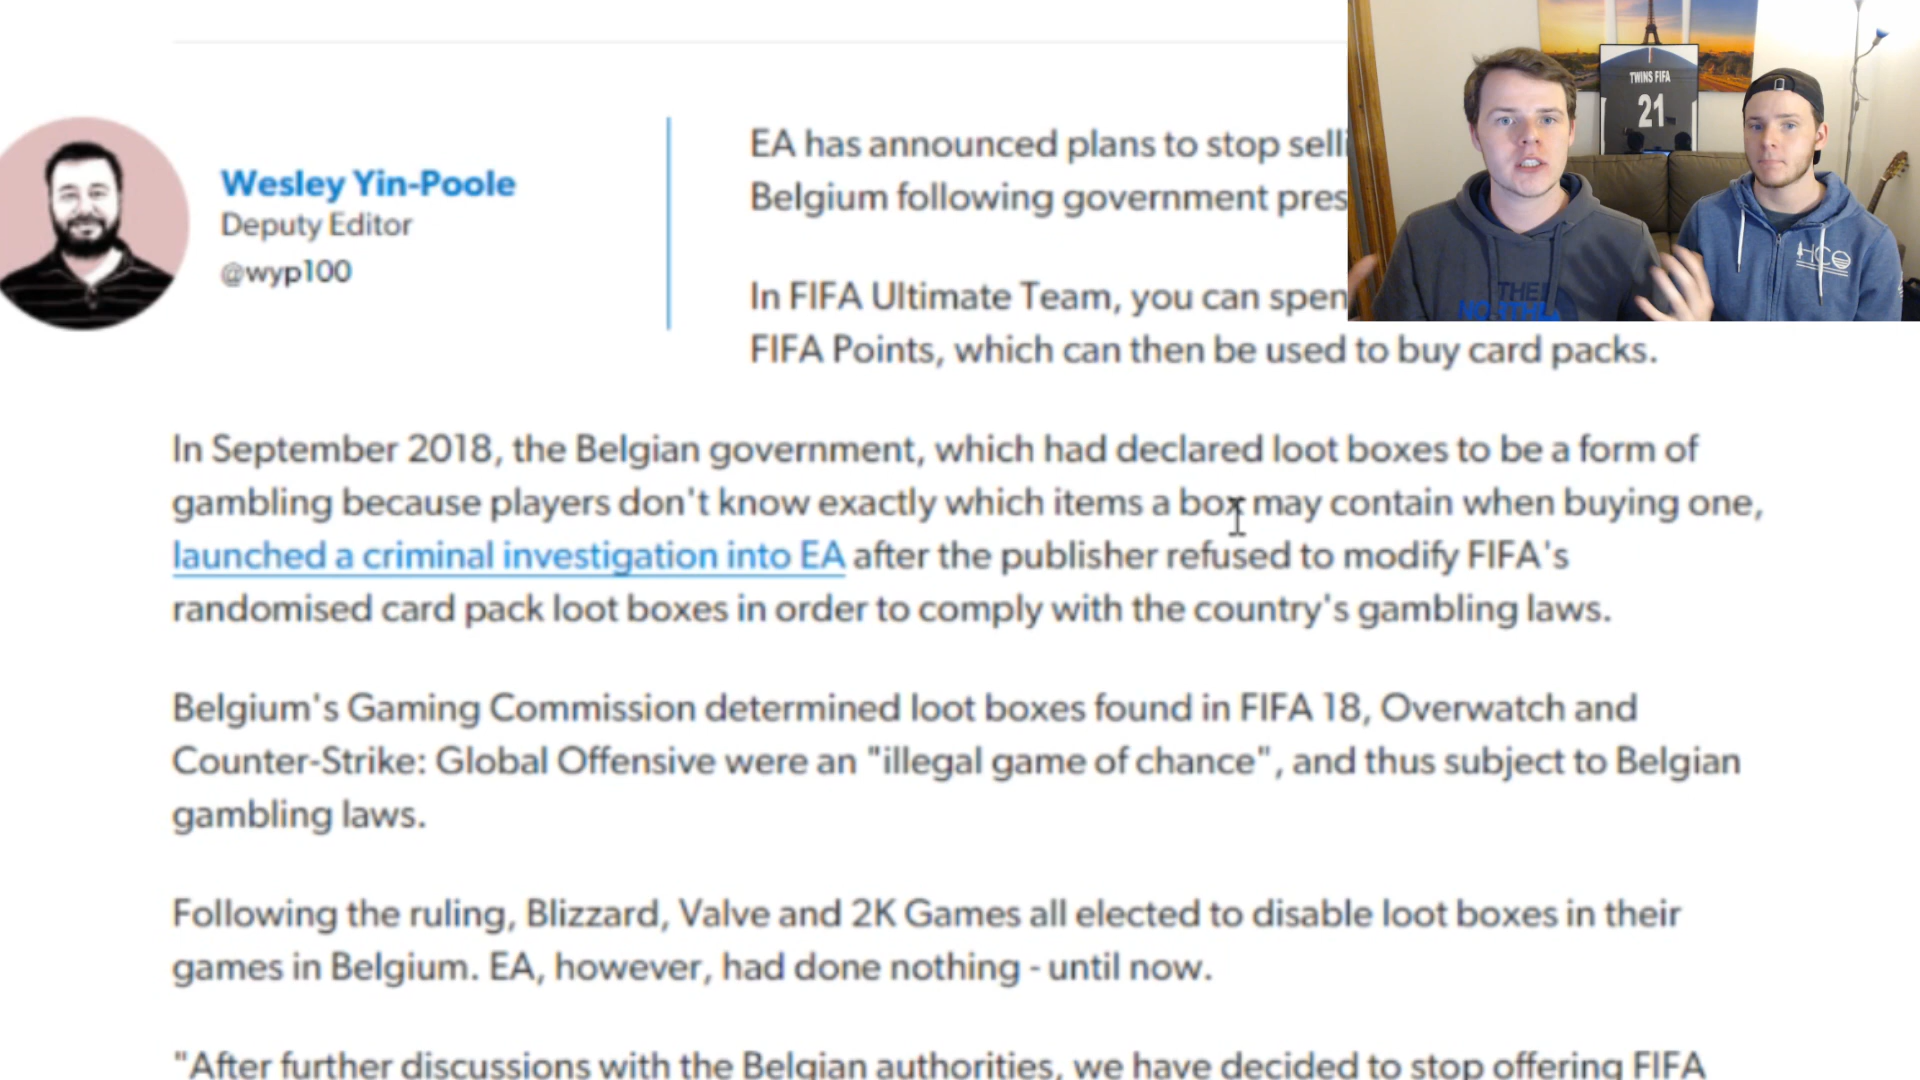 Wesley Yin-Poole
Deputy Editor
@wyp100
EA has announced plans to stop selli
Belgium following government pres
In FIFA Ultimate Team, you can spen
FIFA Points, which can then be used to buy card packs.
In September 2018, the Belgian government, which had declared loot boxes to be a form of
gambling because players don't know exactly which items a box may contain when buying one,
launched a criminal investigation into EA after the publisher refused to modify FIFA's
randomised card pack loot boxes in order to comply with the country's gambling laws.
Belgium's Gaming Commission determined loot boxes found in FIFA 18, Overwatch and
Counter-Strike: Global Offensive were an "illegal game of chance", and thus subject to Belgian
gambling laws.
Following the ruling, Blizzard, Valve and 2K Games all elected to disable loot boxes in their
games in Belgium. EA, however, had done nothing - until now.
"After further discussions with the Belgian authorities, we have decided to stop offering FIFA
TWINS FIFA
21
THE
NORTH
HCO